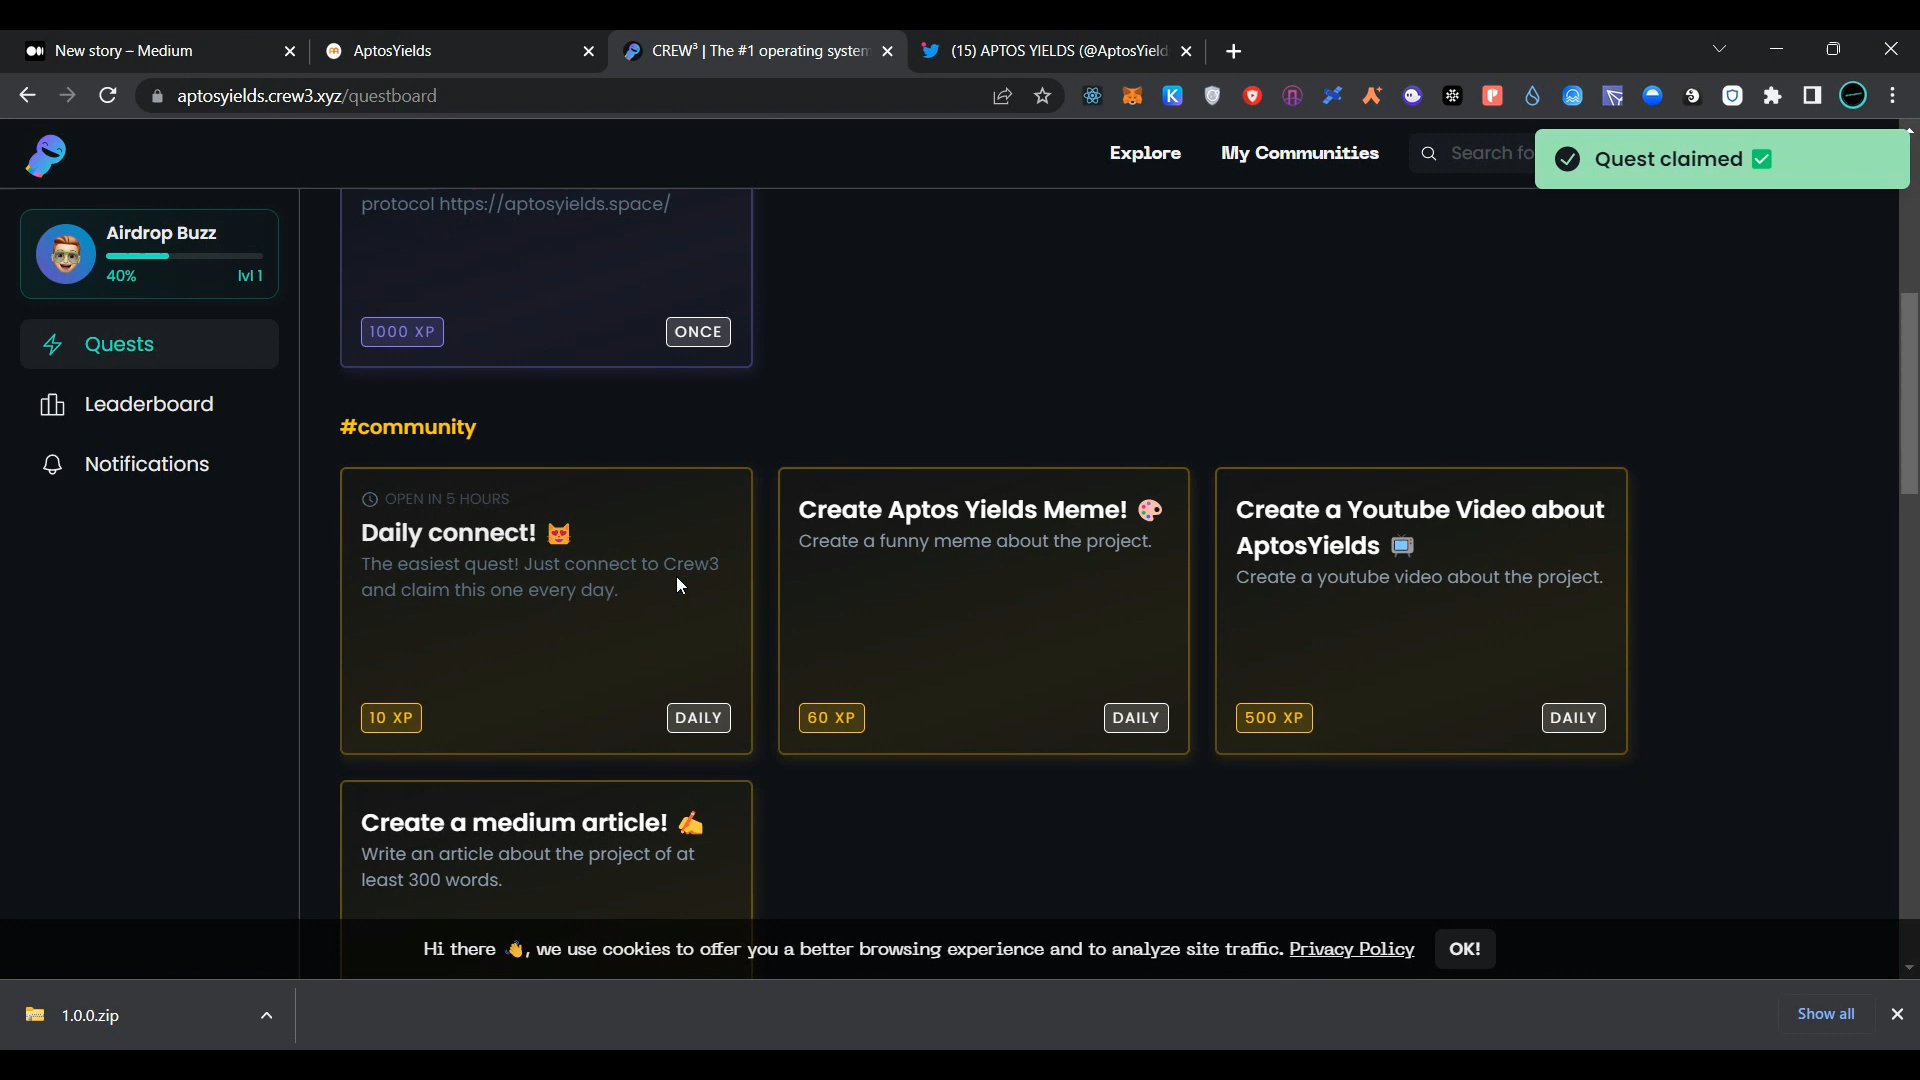 New story – Medium
AptosYields
CREW³ | The #1 operating system
(15) APTOS YIELDS (@AptosYield
aptosyields.crew3.xyz/questboard
Explore
My Communities
Search fo
Quest claimed ✅
Airdrop Buzz
40%
lvl 1
Quests
Leaderboard
Notifications
protocol https://aptosyields.space/
1000 XP
ONCE
#community
OPEN IN 5 HOURS
Daily connect! 😻
The easiest quest! Just connect to Crew3
and claim this one every day.
10 XP
DAILY
Create Aptos Yields Meme! 🎨
Create a funny meme about the project.
60 XP
DAILY
Create a Youtube Video about
AptosYields 📺
Create a youtube video about the project.
500 XP
DAILY
Create a medium article! ✍️
Write an article about the project of at
least 300 words.
Hi there 👋, we use cookies to offer you a better browsing experience and to analyze site traffic. Privacy Policy
OK!
1.0.0.zip
Show all